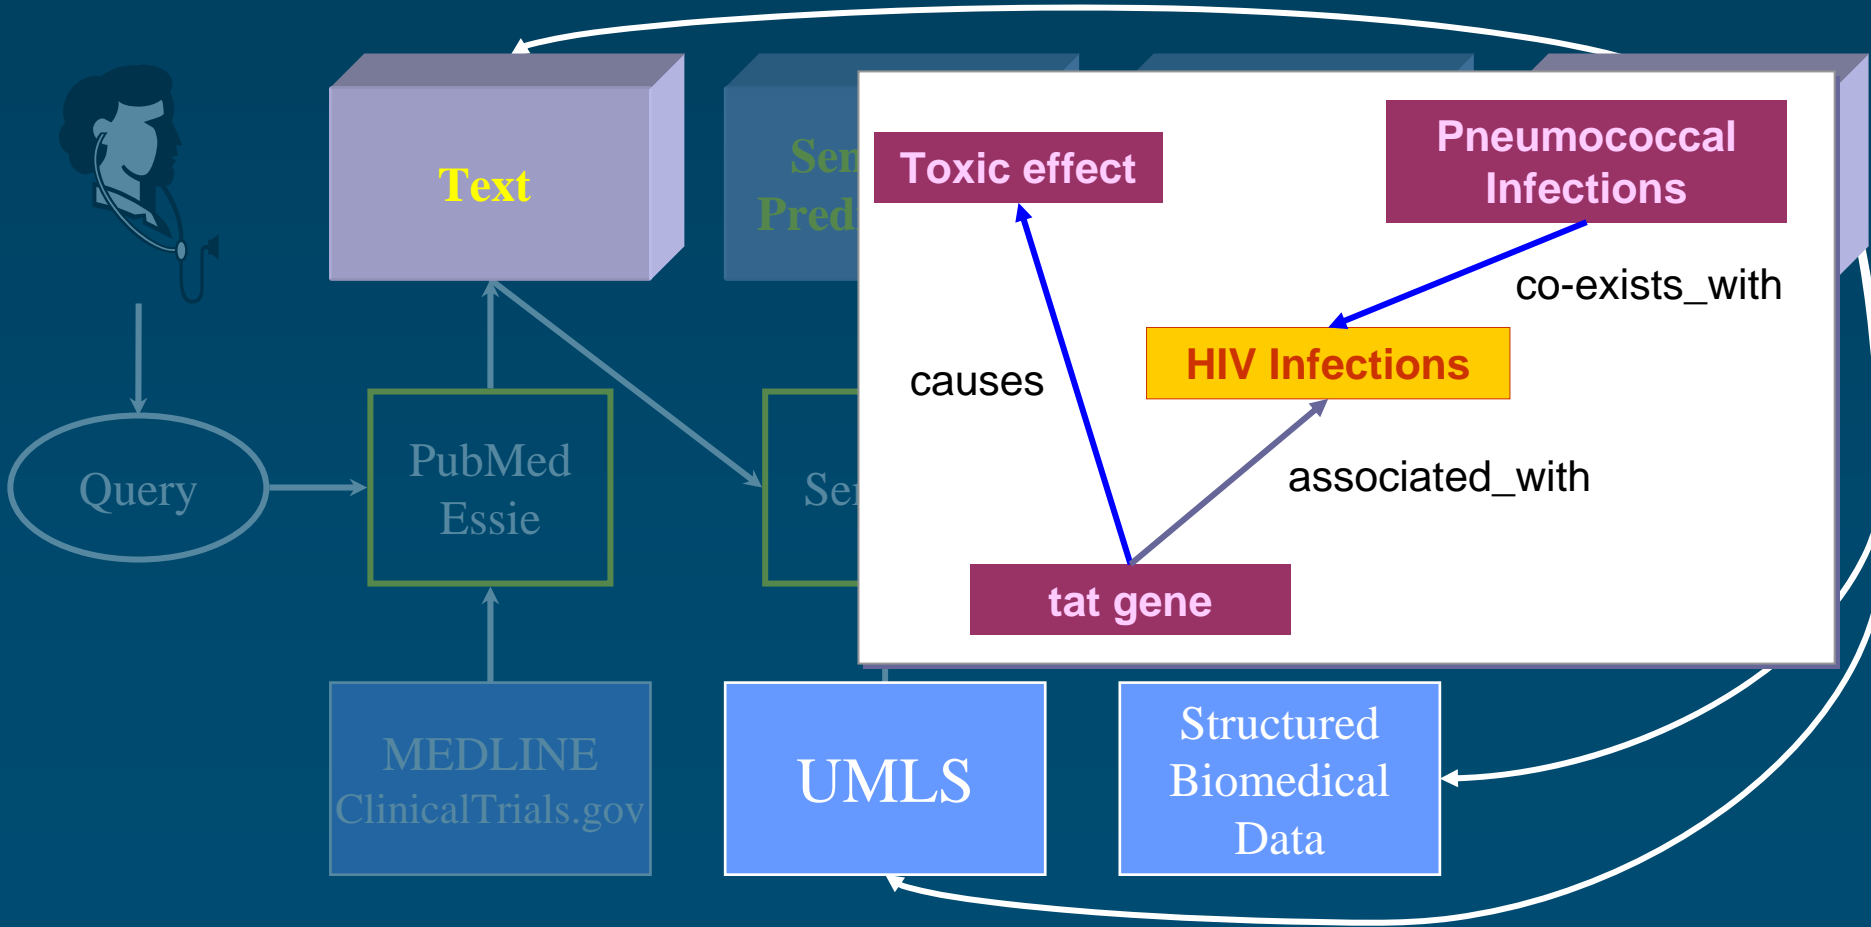 Text
Toxic effect
Pneumococcal
Infections
co-exists_with
HIV Infections
causes
associated_with
tat gene
Query
PubMed
Essie
MEDLINE
ClinicalTrials.gov
UMLS
Structured
Biomedical
Data